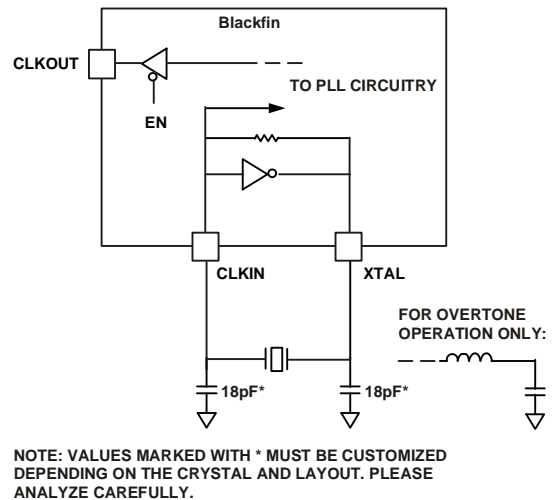 Blackfin
CLKOUT
TO PLL CIRCUITRY
EN
CLKIN
XTAL
FOR OVERTONE
OPERATION ONLY:
18pF*
18pF*
NOTE: VALUES MARKED WITH * MUST BE CUSTOMIZED
DEPENDING ON THE CRYSTAL AND LAYOUT. PLEASE
ANALYZE CAREFULLY.